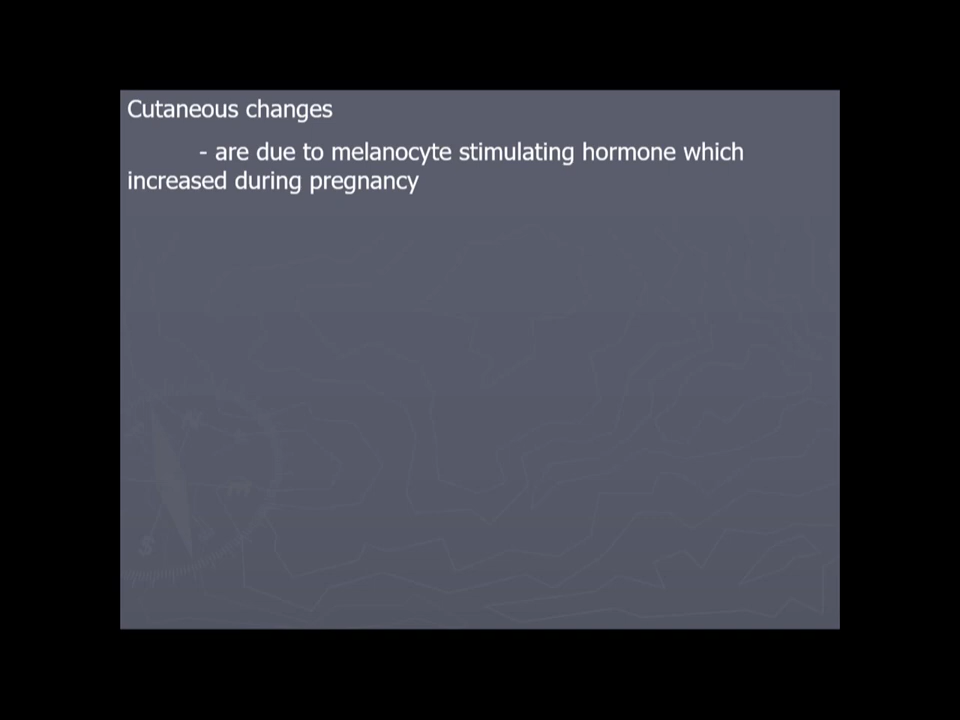 Cutaneous changes
- are due to melanocyte stimulating hormone which
increased during pregnancy